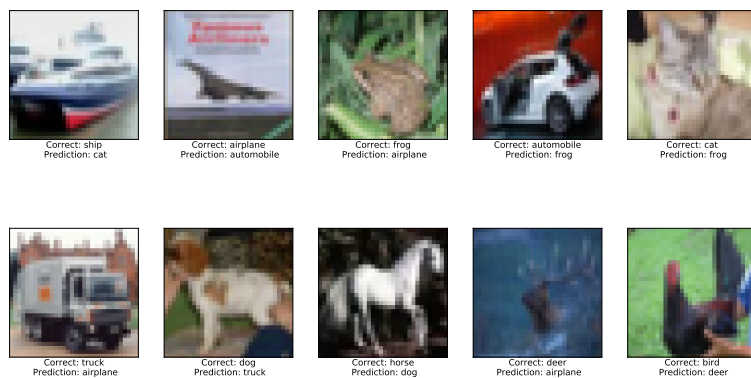 Correct: ship
Prediction: cat
Correct: airplane
Prediction: automobile
Correct: frog
Prediction: airplane
Correct: automobile
Prediction: frog
Correct: cat
Prediction: frog
Correct: truck
Prediction: airplane
Correct: dog
Prediction: truck
Correct: horse
Prediction: dog
Correct: deer
Prediction: airplane
Correct: bird
Prediction: deer